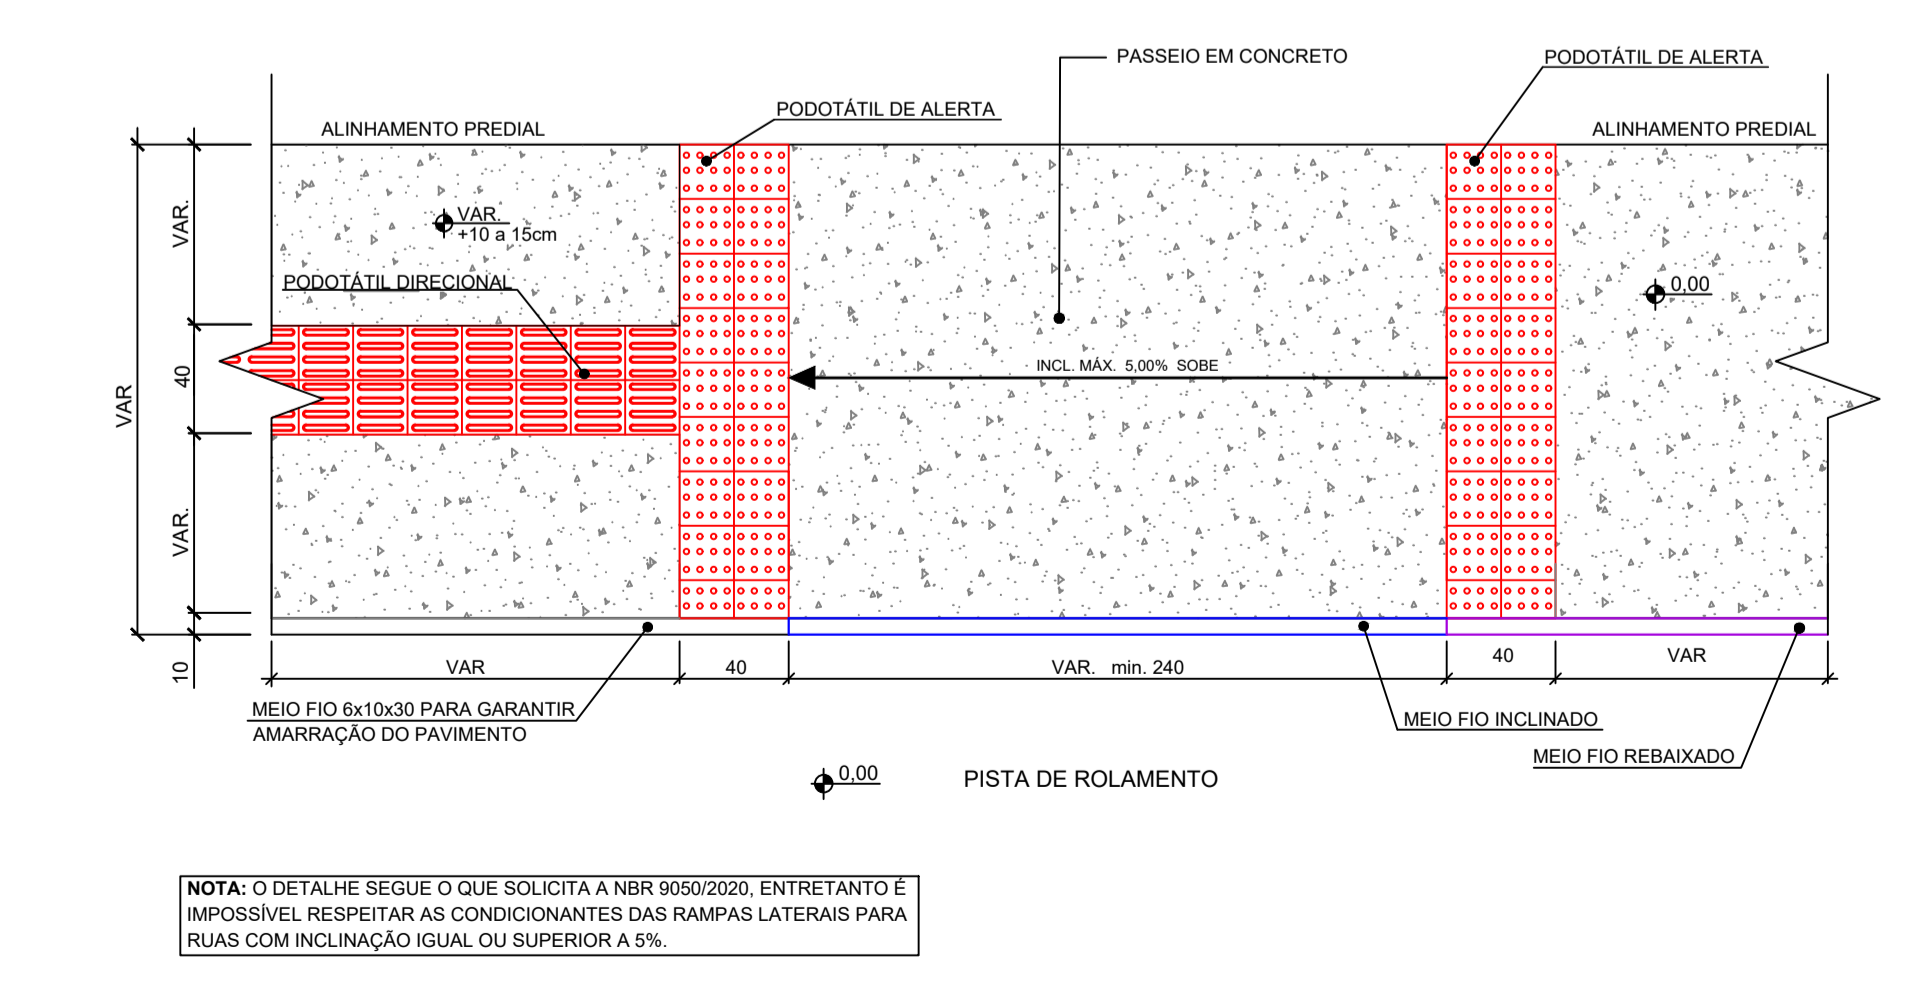 PASSEIO EM CONCRETO
PODOTÁTIL DE ALERTA
PODOTÁTIL DE ALERTA
ALINHAMENTO PREDIAL
ALINHAMENTO PREDIAL
VAR.
+10 a 15cm
VAR.
PODOTÁTIL DIRECIONAL
0,00
INCL. MÁX. 5,00% SOBE
40
VAR
VAR.
10
VAR
40
VAR. min. 240
40
VAR
MEIO FIO 6x10x30 PARA GARANTIR
AMARRAÇÃO DO PAVIMENTO
MEIO FIO INCLINADO
MEIO FIO REBAIXADO
0,00
PISTA DE ROLAMENTO
NOTA: O DETALHE SEGUE O QUE SOLICITA A NBR 9050/2020, ENTRETANTO É
IMPOSSÍVEL RESPEITAR AS CONDICIONANTES DAS RAMPAS LATERAIS PARA
RUAS COM INCLINAÇÃO IGUAL OU SUPERIOR A 5%.